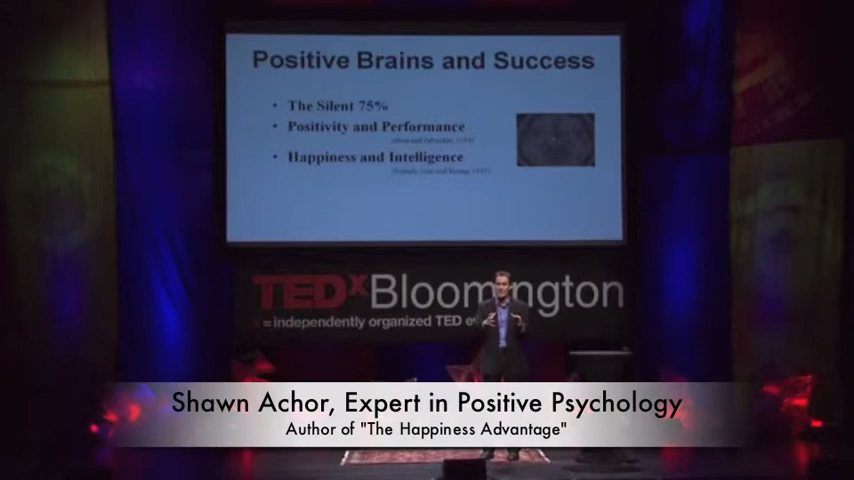 Positive Brains and Success
• The Silent 75%
• Positivity and Performance
• Happiness and Intelligence
TEDxBloomington
x = independently organized TED
Shawn Achor, Expert in Positive Psychology
Author of "The Happiness Advantage"